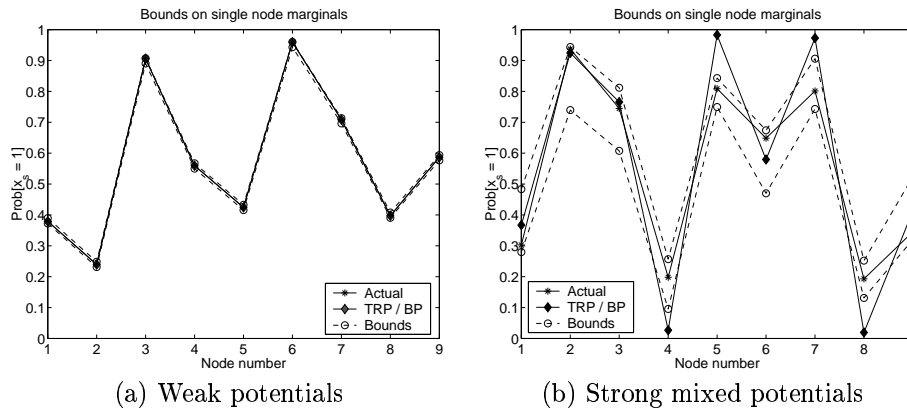 Bounds on single node marginals
Prob[x_s = 1]
1
0.9
0.8
0.7
0.6
0.5
0.4
0.3
0.2
0.1
0
1 2 3 4 5 6 7 8 9
Node number
Actual
TRP / BP
Bounds
(a) Weak potentials
Bounds on single node marginals
Prob[x_s = 1]
1
0.9
0.8
0.7
0.6
0.5
0.4
0.3
0.2
0.1
0
1 2 3 4 5 6 7 8
Node number
Actual
TRP / BP
Bounds
(b) Strong mixed potentials